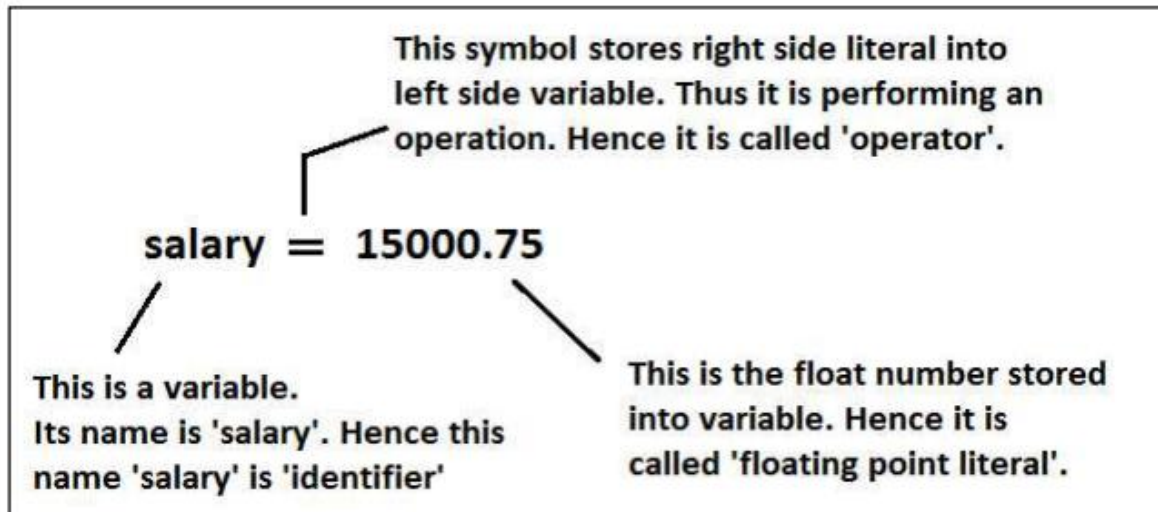 This symbol stores right side literal into
left side variable. Thus it is performing an
operation. Hence it is called 'operator'.
salary = 15000.75
This is a variable.
Its name is 'salary'. Hence this
name 'salary' is 'identifier'
This is the float number stored
into variable. Hence it is
called 'floating point literal'.